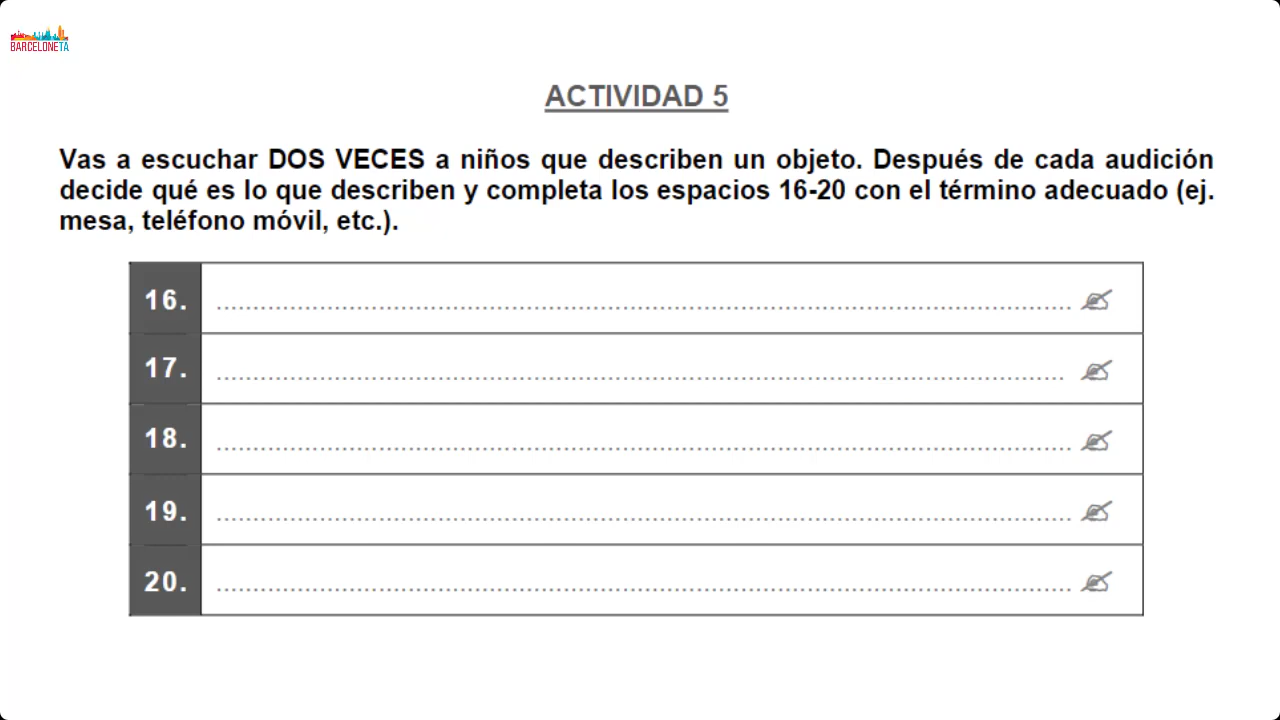 BARCELONETA
ACTIVIDAD 5
Vas a escuchar DOS VECES a niños que describen un objeto. Después de cada audición
decide qué es lo que describen y completa los espacios 16-20 con el término adecuado (ej.
mesa, teléfono móvil, etc.).
16.
17.
18.
19.
20.